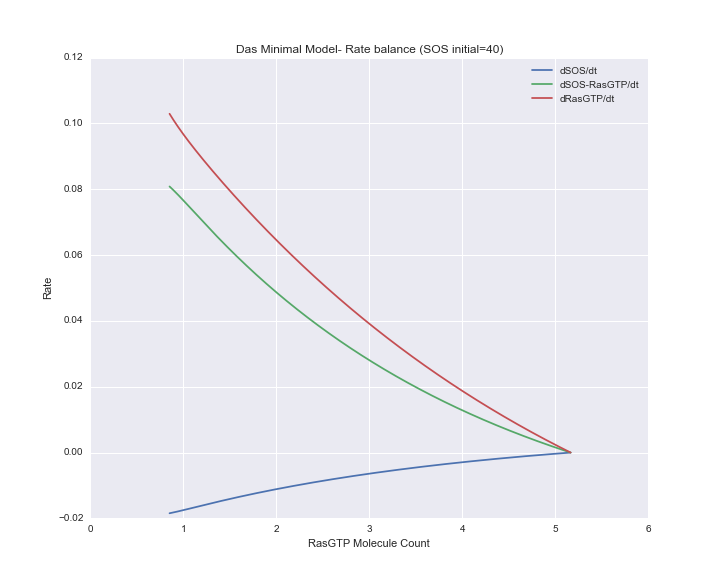 Das Minimal Model- Rate balance (SOS initial=40)
dSOS/dt
dSOS-RasGTP/dt
dRasGTP/dt
0.12
0.10
0.08
0.06
0.04
0.02
0.00
−0.02
Rate
0 1 2 3 4 5 6
RasGTP Molecule Count